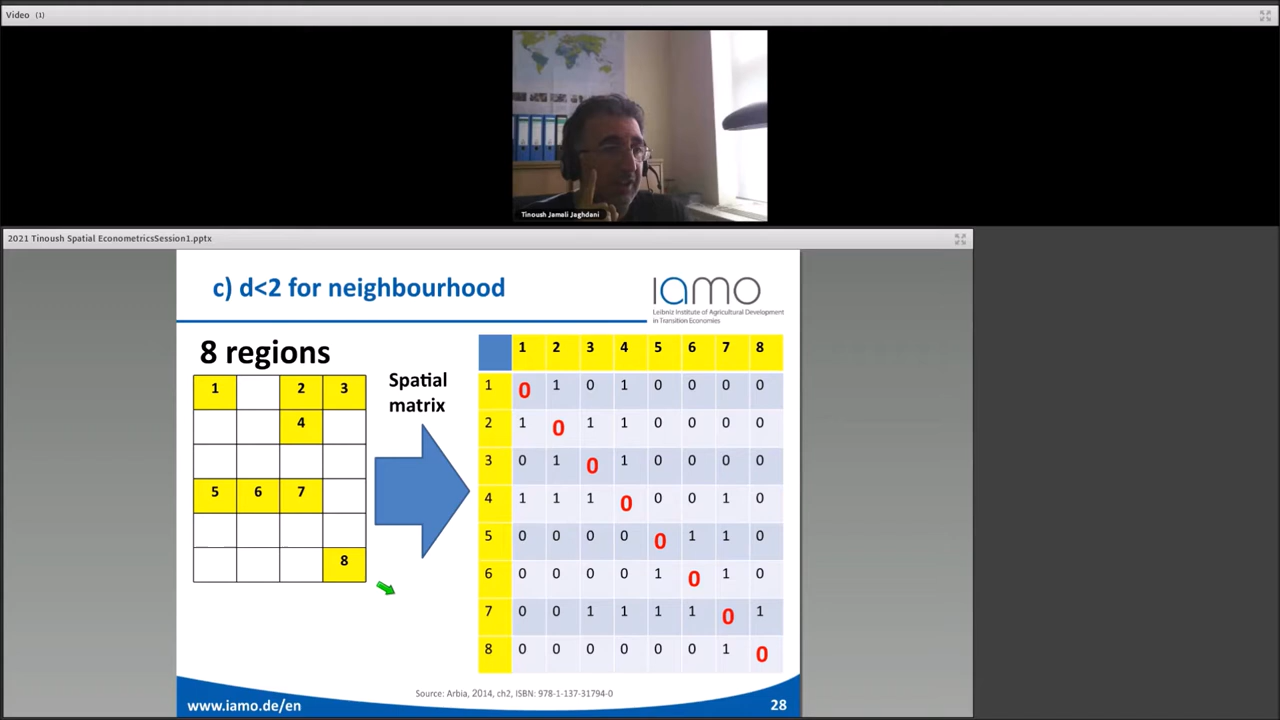 Video (1)
Tinoush Jamali Jaghdani
2021 Tinoush Spatial EconometricsSession1.pptx
c) d<2 for neighbourhood
iamo
Leibniz Institute of Agricultural Development
in Transition Economies
8 regions
1 2 3
4
5 6 7
8
Spatial
matrix
1 2 3 4 5 6 7 8
1 0 1 0 1 0 0 0 0
2 1 0 1 1 0 0 0 0
3 0 1 0 1 0 0 0 0
4 1 1 1 0 0 0 1 0
5 0 0 0 0 0 1 1 0
6 0 0 0 0 1 0 1 0
7 0 0 1 1 1 1 0 1
8 0 0 0 0 0 0 1 0
Source: Arbia, 2014, ch2, ISBN: 978-1-137-31794-0
www.iamo.de/en
28